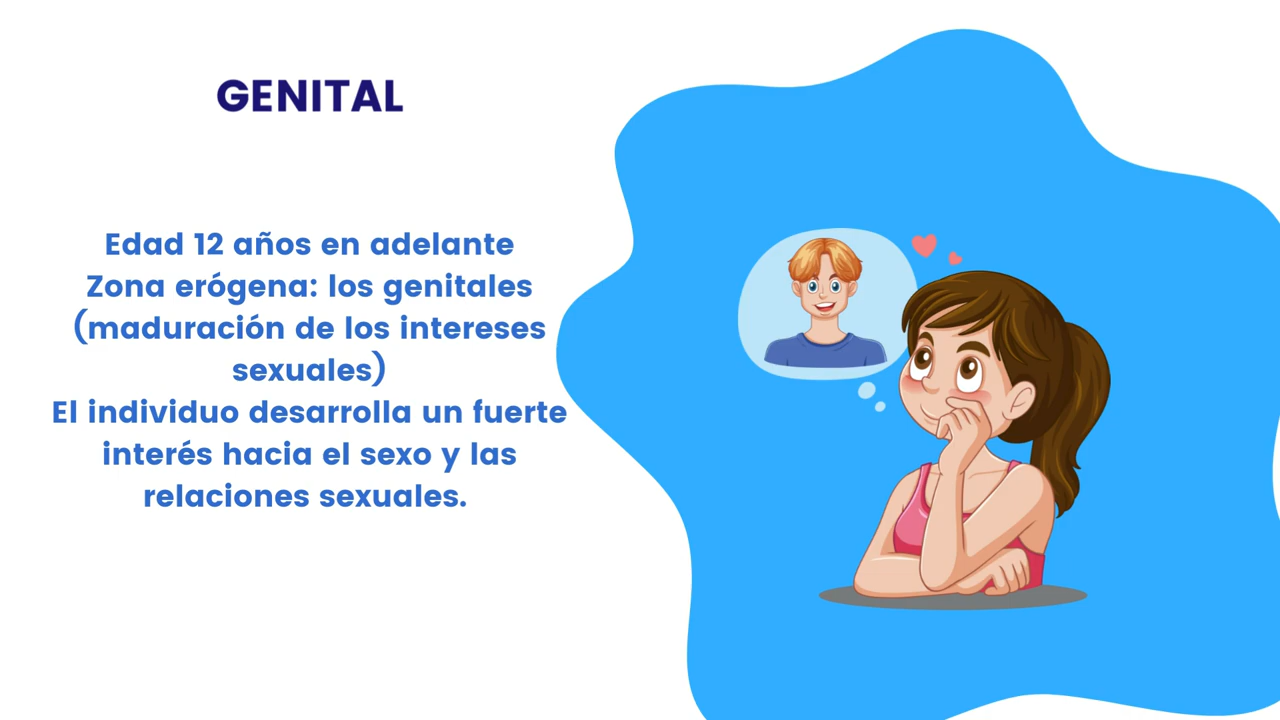 GENITAL
Edad 12 años en adelante
Zona erógena: los genitales
(maduración de los intereses
sexuales)
El individuo desarrolla un fuerte
interés hacia el sexo y las
relaciones sexuales.